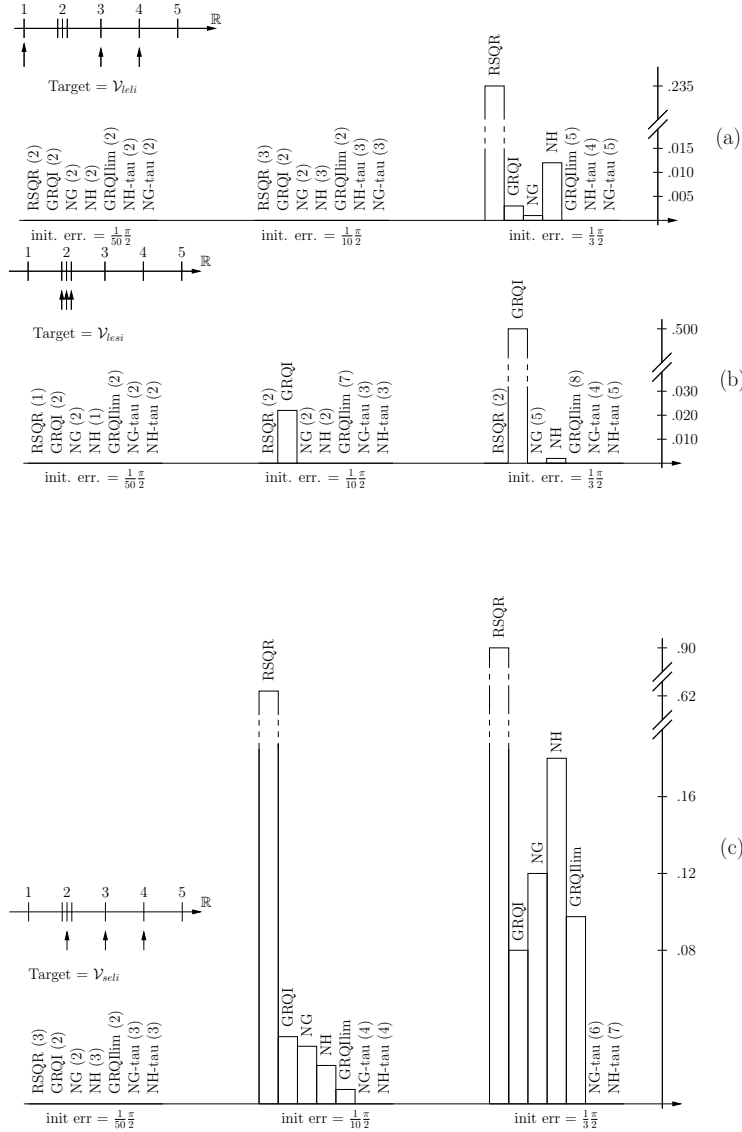 1 2 3 4 5 ℝ
Target = 𝒱leli
RSQR (2)
GRQI (2)
NG (2)
NH (2)
GRQIlim (2)
NH-tau (2)
NG-tau (2)
init. err. = 1/50 π/2
RSQR (3)
GRQI (2)
NG (2)
NH (3)
GRQIlim (2)
NH-tau (3)
NG-tau (3)
init. err. = 1/10 π/2
RSQR
GRQI
NG
NH
GRQIlim (5)
NH-tau (4)
NG-tau (5)
init. err. = 1/3 π/2
.235
.015
.010
.005
(a)
1 2 3 4 5 ℝ
Target = 𝒱lesi
RSQR (1)
GRQI (2)
NG (2)
NH (1)
GRQIlim (2)
NG-tau (2)
NH-tau (2)
init. err. = 1/50 π/2
RSQR (2)
GRQI
NG (2)
NH (2)
GRQIlim (7)
NG-tau (3)
NH-tau (3)
init. err. = 1/10 π/2
RSQR (2)
GRQI
NG (5)
NH
GRQIlim (8)
NG-tau (4)
NH-tau (5)
init. err. = 1/3 π/2
.500
.030
.020
.010
(b)
1 2 3 4 5 ℝ
Target = 𝒱seli
RSQR (3)
GRQI (2)
NG (2)
NH (3)
GRQIlim (2)
NG-tau (3)
NH-tau (3)
init err = 1/50 π/2
RSQR
GRQI
NG
NH
GRQIlim
NG-tau (4)
NH-tau (4)
init err = 1/10 π/2
RSQR
GRQI
NG
NH
GRQIlim
NG-tau (6)
NH-tau (7)
init err = 1/3 π/2
.90
.62
.16
.12
.08
(c)